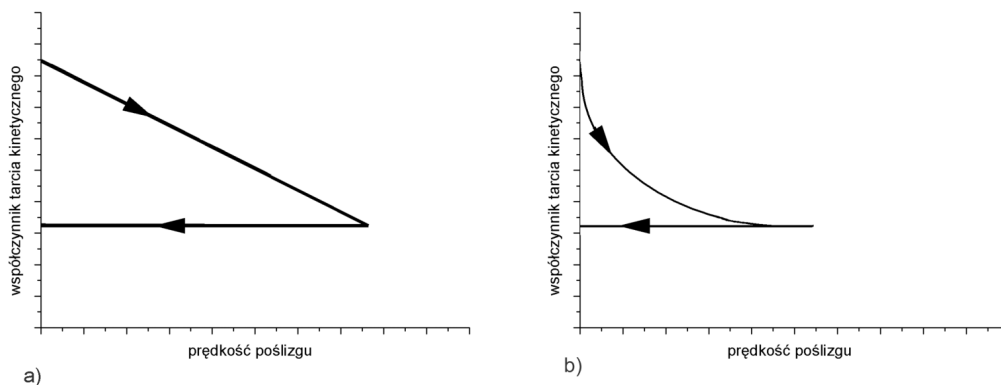 współczynnik tarcia kinetycznego
prędkość poślizgu
a)
współczynnik tarcia kinetycznego
prędkość poślizgu
b)